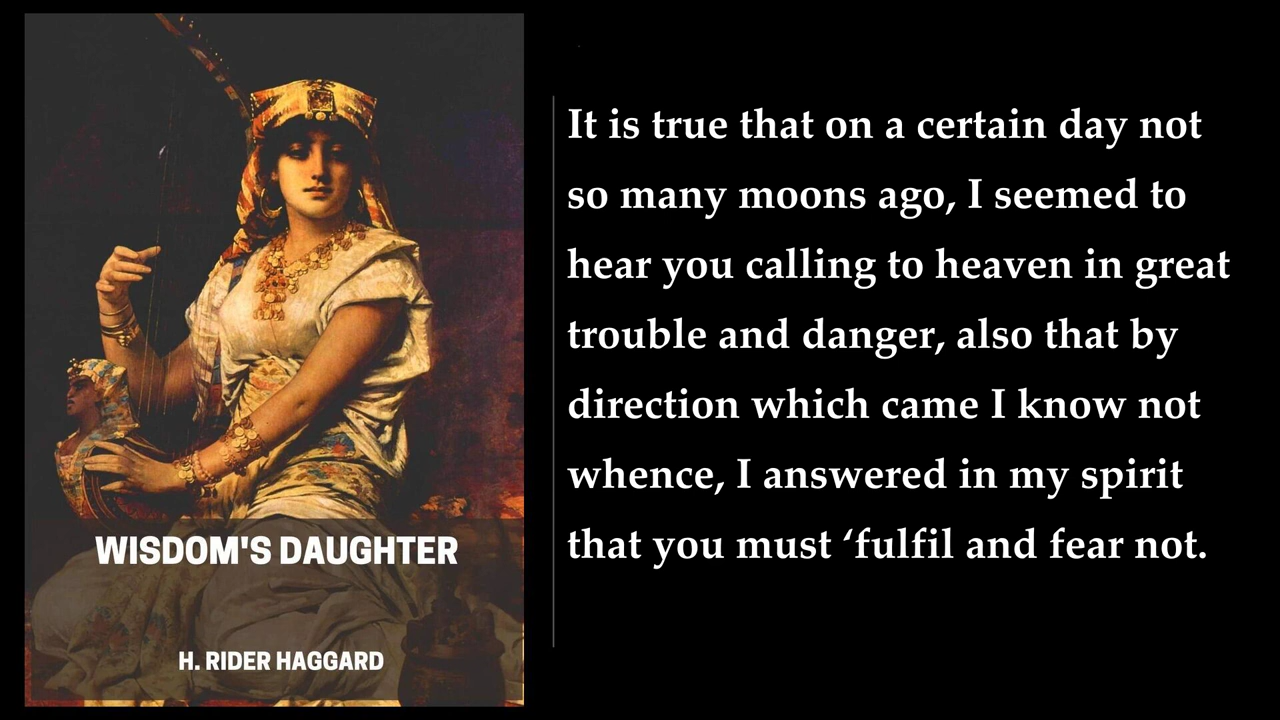 WISDOM'S DAUGHTER
H. RIDER HAGGARD
It is true that on a certain day not
so many moons ago, I seemed to
hear you calling to heaven in great
trouble and danger, also that by
direction which came I know not
whence, I answered in my spirit
that you must ‘fulfil and fear not.